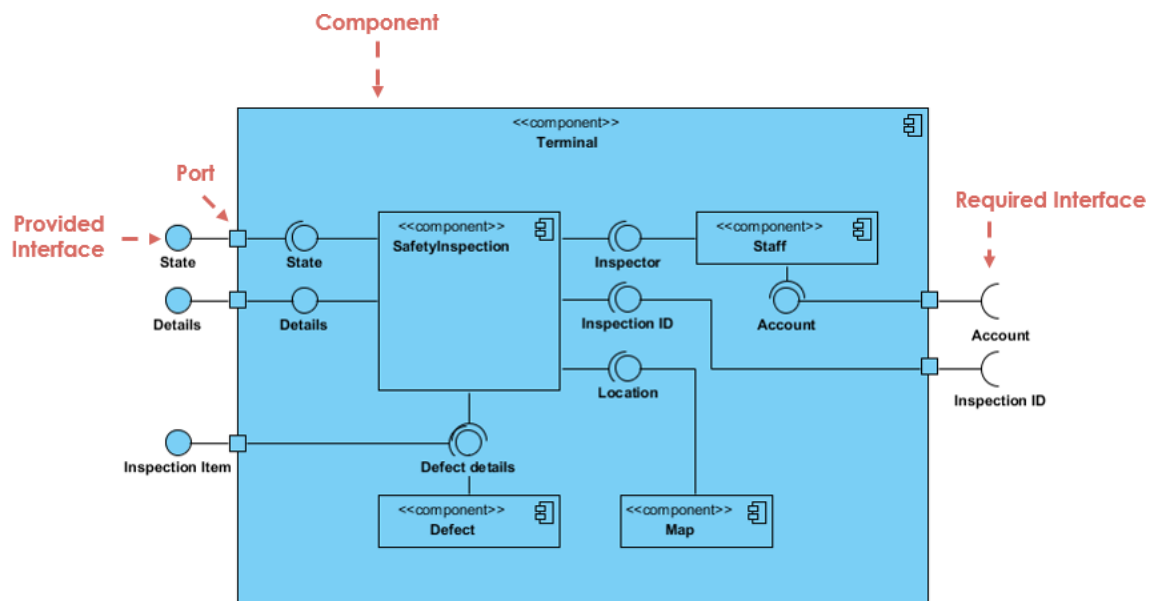 Component
<<component>>
Terminal
Port
Required Interface
Provided
Interface
<<component>>
SafetyInspection
<<component>>
Staff
State
State
Inspector
Details
Details
Inspection ID
Account
Account
Location
Inspection ID
Inspection Item
Defect details
<<component>>
Defect
<<component>>
Map